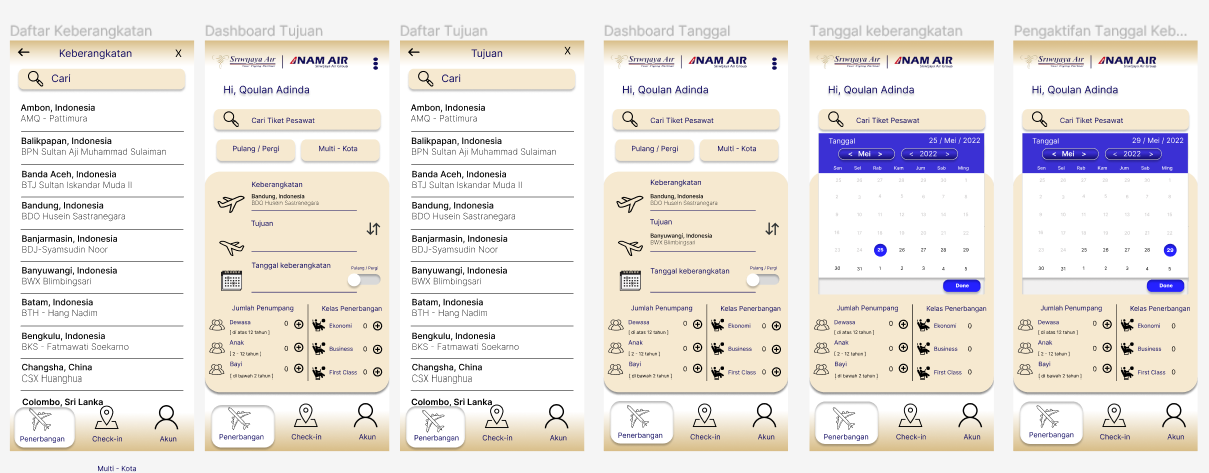 Daftar Keberangkatan
Keberangkatan
X
Cari
Ambon, Indonesia
AMQ - Pattimura
Balikpapan, Indonesia
BPN Sultan Aji Muhammad Sulaiman
Banda Aceh, Indonesia
BTJ Sultan Iskandar Muda II
Bandung, Indonesia
BDO Husein Sastranegara
Banjarmasin, Indonesia
BDJ-Syamsudin Noor
Banyuwangi, Indonesia
BWX Blimbingsari
Batam, Indonesia
BTH - Hang Nadim
Bengkulu, Indonesia
BKS - Fatmawati Soekarno
Changsha, China
CSX Huanghua
Colombo, Sri Lanka
Penerbangan
Check-in
Akun
Multi - Kota
Dashboard Tujuan
Sriwijaya Air
NAM AIR
Sriwijaya Air Group
Hi, Qoulan Adinda
Cari Tiket Pesawat
Pulang / Pergi
Multi - Kota
Keberangkatan
Bandung, Indonesia
BDO Husein Sastranegara
Tujuan
Tanggal keberangkatan
Pulang / Pergi
Jumlah Penumpang
Kelas Penerbangan
Dewasa 0
[ di atas 12 tahun ]
Ekonomi 0
Anak 0
[ 2 - 12 tahun ]
Business 0
Bayi 0
[ di bawah 2 tahun ]
First Class 0
Penerbangan
Check-in
Akun
Daftar Tujuan
Tujuan
X
Cari
Ambon, Indonesia
AMQ - Pattimura
Balikpapan, Indonesia
BPN Sultan Aji Muhammad Sulaiman
Banda Aceh, Indonesia
BTJ Sultan Iskandar Muda II
Bandung, Indonesia
BDO Husein Sastranegara
Banjarmasin, Indonesia
BDJ-Syamsudin Noor
Banyuwangi, Indonesia
BWX Blimbingsari
Batam, Indonesia
BTH - Hang Nadim
Bengkulu, Indonesia
BKS - Fatmawati Soekarno
Changsha, China
CSX Huanghua
Colombo, Sri Lanka
Penerbangan
Check-in
Akun
Dashboard Tanggal
Sriwijaya Air
NAM AIR
Sriwijaya Air Group
Hi, Qoulan Adinda
Cari Tiket Pesawat
Pulang / Pergi
Multi - Kota
Keberangkatan
Bandung, Indonesia
BDO Husein Sastranegara
Tujuan
Banyuwangi, Indonesia
BWX Blimbingsari
Tanggal keberangkatan
Pulang / Pergi
Jumlah Penumpang
Kelas Penerbangan
Dewasa 0
[ di atas 12 tahun ]
Ekonomi 0
Anak 0
[ 2 - 12 tahun ]
Business 0
Bayi 0
[ di bawah 2 tahun ]
First Class 0
Penerbangan
Check-in
Akun
Tanggal keberangkatan
Sriwijaya Air
NAM AIR
Sriwijaya Air Group
Hi, Qoulan Adinda
Cari Tiket Pesawat
Tanggal
25 / Mei / 2022
< Mei >
< 2022 >
Sen Sel Rab Kam Jum Sab Ming
25 26 27 28 29 30 1
2 3 4 5 6 7 8
9 10 11 12 13 14 15
16 17 18 19 20 21 22
23 24 25 26 27 28 29
30 31 1 2 3 4 5
Done
Jumlah Penumpang
Kelas Penerbangan
Dewasa 0
[ di atas 12 tahun ]
Ekonomi 0
Anak 0
[ 2 - 12 tahun ]
Business 0
Bayi 0
[ di bawah 2 tahun ]
First Class 0
Penerbangan
Check-in
Akun
Pengaktifan Tanggal Keb...
Sriwijaya Air
NAM AIR
Sriwijaya Air Group
Hi, Qoulan Adinda
Cari Tiket Pesawat
Tanggal
29 / Mei / 2022
< Mei >
< 2022 >
Sen Sel Rab Kam Jum Sab Ming
25 26 27 28 29 30 1
2 3 4 5 6 7 8
9 10 11 12 13 14 15
16 17 18 19 20 21 22
23 24 25 26 27 28 29
30 31 1 2 3 4 5
Done
Jumlah Penumpang
Kelas Penerbangan
Dewasa 0
[ di atas 12 tahun ]
Ekonomi 0
Anak 0
[ 2 - 12 tahun ]
Business 0
Bayi 0
[ di bawah 2 tahun ]
First Class 0
Penerbangan
Check-in
Akun